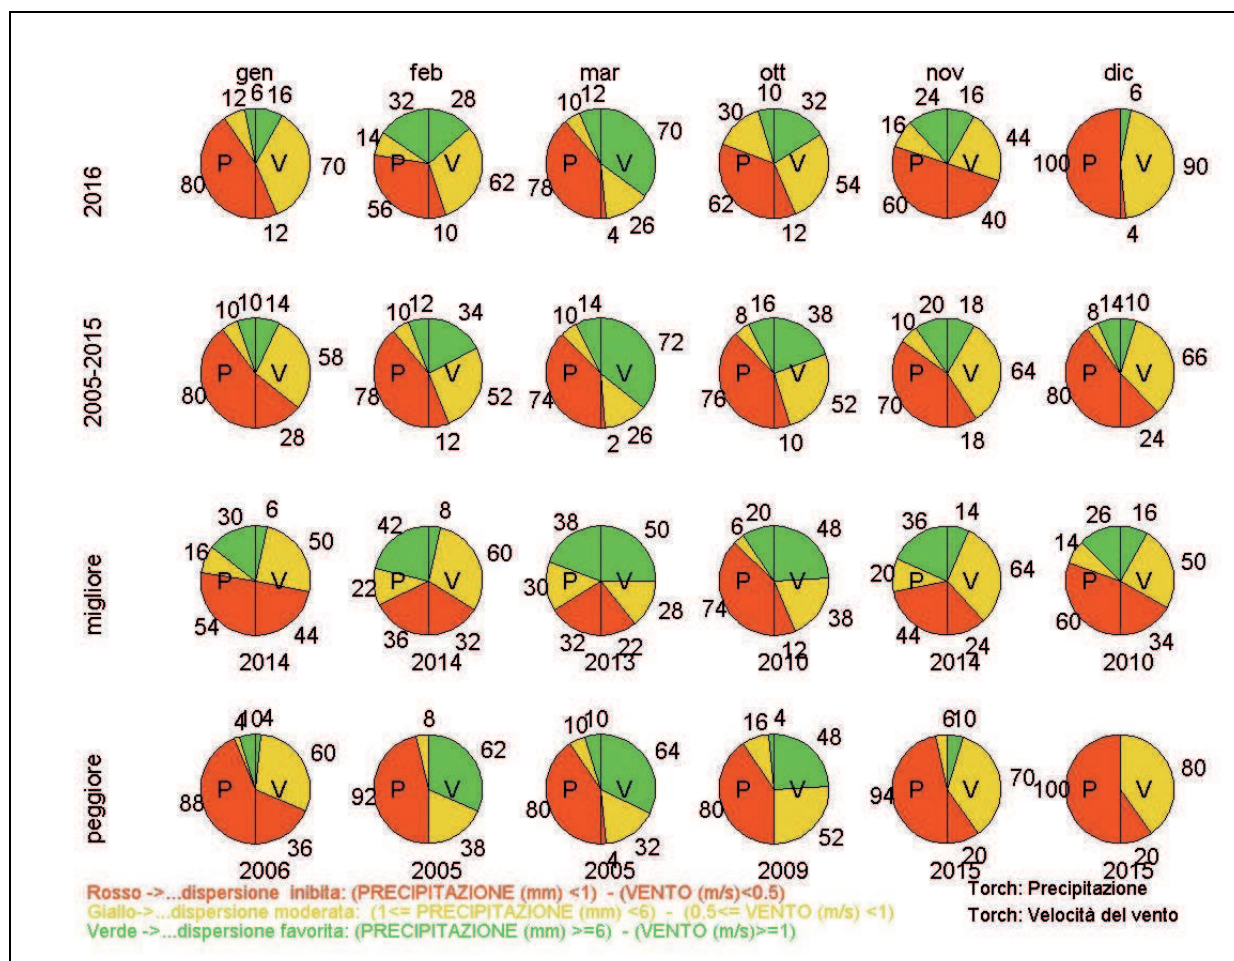 gen feb mar ott nov dic
12 6 16 32 28 10 12 10 32 24 16 6
14 30 16 44
P V P V P V P V P V
2016 80 70 56 62 78 70 62 54 60 100 90
12 10 4 26 12 40 4
10 10 14 10 12 34 10 14 8 16 38 10 20 18 8 14 10
58 72 66
P V P V P V P V P V P V
2005-2015 80 78 52 74 76 52 70 64 80
28 12 2 26 10 18 24
30 6 42 8 38 50 6 20 48 36 14 26 16
16 50 60 14 50
P V P V P V P V
migliore 22 30 28 20 64
54 44 36 32 32 22 74 38 12 44 24 60 34
2014 2014 2013 2010 2014 2010
4 10 4 8 10 10 16 4 6 10
60 62 64 48 70 80
P V P V P V P V
peggiore 88 92 80 80 94 100
36 38 4 32 52 20 20
2006 2005 2005 2009 2015 2015
Rosso ->...dispersione inibita: (PRECIPITAZIONE (mm) <1) - (VENTO (m/s)<0.5)
Giallo->...dispersione moderata: (1<= PRECIPITAZIONE (mm) <6) - (0.5<= VENTO (m/s) <1)
Verde ->...dispersione favorita: (PRECIPITAZIONE (mm) >=6) - (VENTO (m/s)>=1)
Torch: Precipitazione
Torch: Velocità del vento